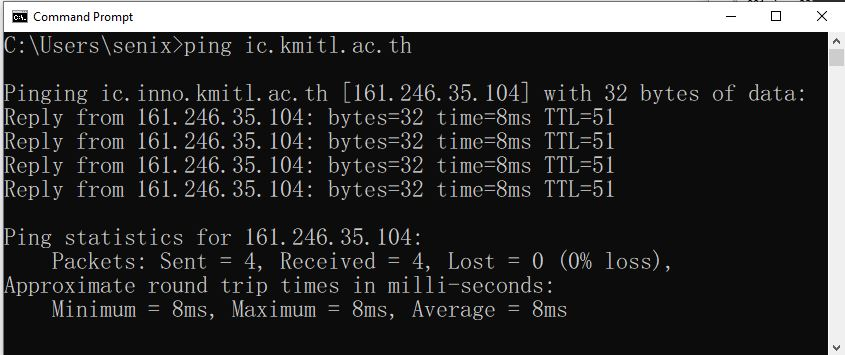 Command Prompt
C:\Users\senix>ping ic.kmitl.ac.th
Pinging ic.inno.kmitl.ac.th [161.246.35.104] with 32 bytes of data:
Reply from 161.246.35.104: bytes=32 time=8ms TTL=51
Reply from 161.246.35.104: bytes=32 time=8ms TTL=51
Reply from 161.246.35.104: bytes=32 time=8ms TTL=51
Reply from 161.246.35.104: bytes=32 time=8ms TTL=51
Ping statistics for 161.246.35.104:
    Packets: Sent = 4, Received = 4, Lost = 0 (0% loss),
Approximate round trip times in milli-seconds:
    Minimum = 8ms, Maximum = 8ms, Average = 8ms